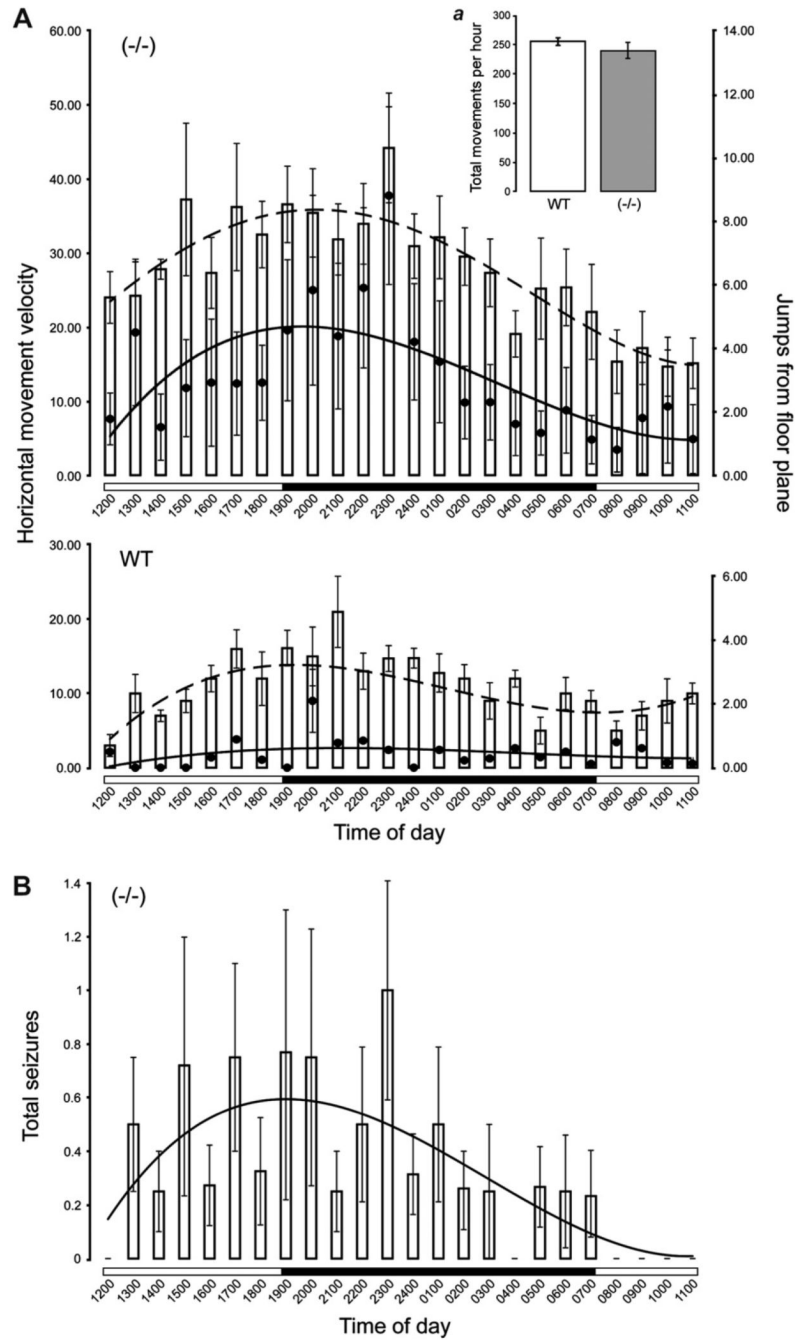 A
(-/-)
60.00
50.00
40.00
30.00
20.00
10.00
0.00
Horizontal movement velocity
a
300
250
200
150
100
50
0
Total movements per hour
WT
(-/-)
14.00
12.00
10.00
8.00
6.00
4.00
2.00
0.00
Jumps from floor plane
1200 1300 1400 1500 1600 1700 1800 1900 2000 2100 2200 2300 2400 0100 0200 0300 0400 0500 0600 0700 0800 0900 1000 1100
WT
30.00
20.00
10.00
0.00
6.00
4.00
2.00
0.00
1200 1300 1400 1500 1600 1700 1800 1900 2000 2100 2200 2300 2400 0100 0200 0300 0400 0500 0600 0700 0800 0900 1000 1100
Time of day
B
(-/-)
1.4
1.2
1
0.8
0.6
0.4
0.2
0
Total seizures
1200 1300 1400 1500 1600 1700 1800 1900 2000 2100 2200 2300 2400 0100 0200 0300 0400 0500 0600 0700 0800 0900 1000 1100
Time of day